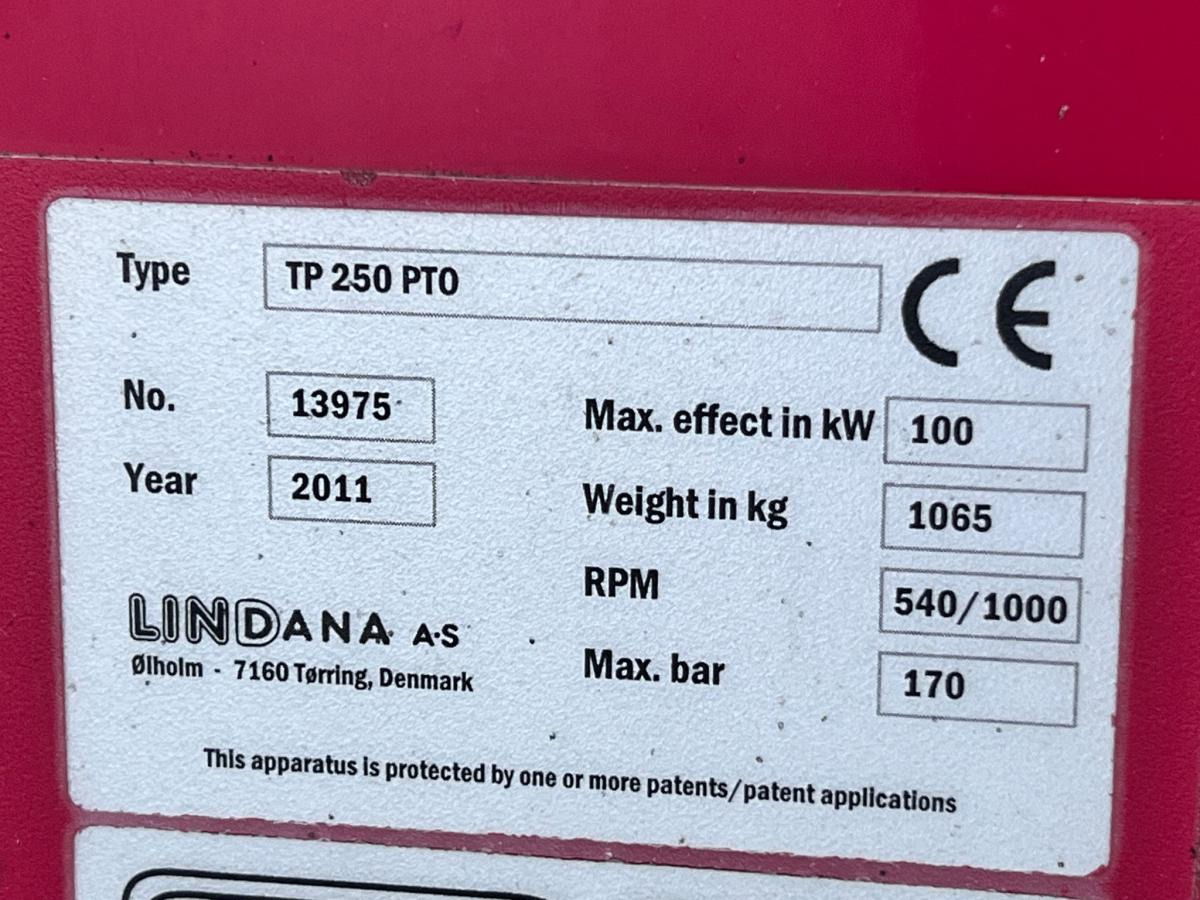 Type TP 250 PTO CE
No. 13975
Max. effect in kW 100
Year 2011
Weight in kg 1065
RPM 540/1000
LINDANA A·S
Ølholm - 7160 Tørring, Denmark
Max. bar 170
This apparatus is protected by one or more patents/patent applications